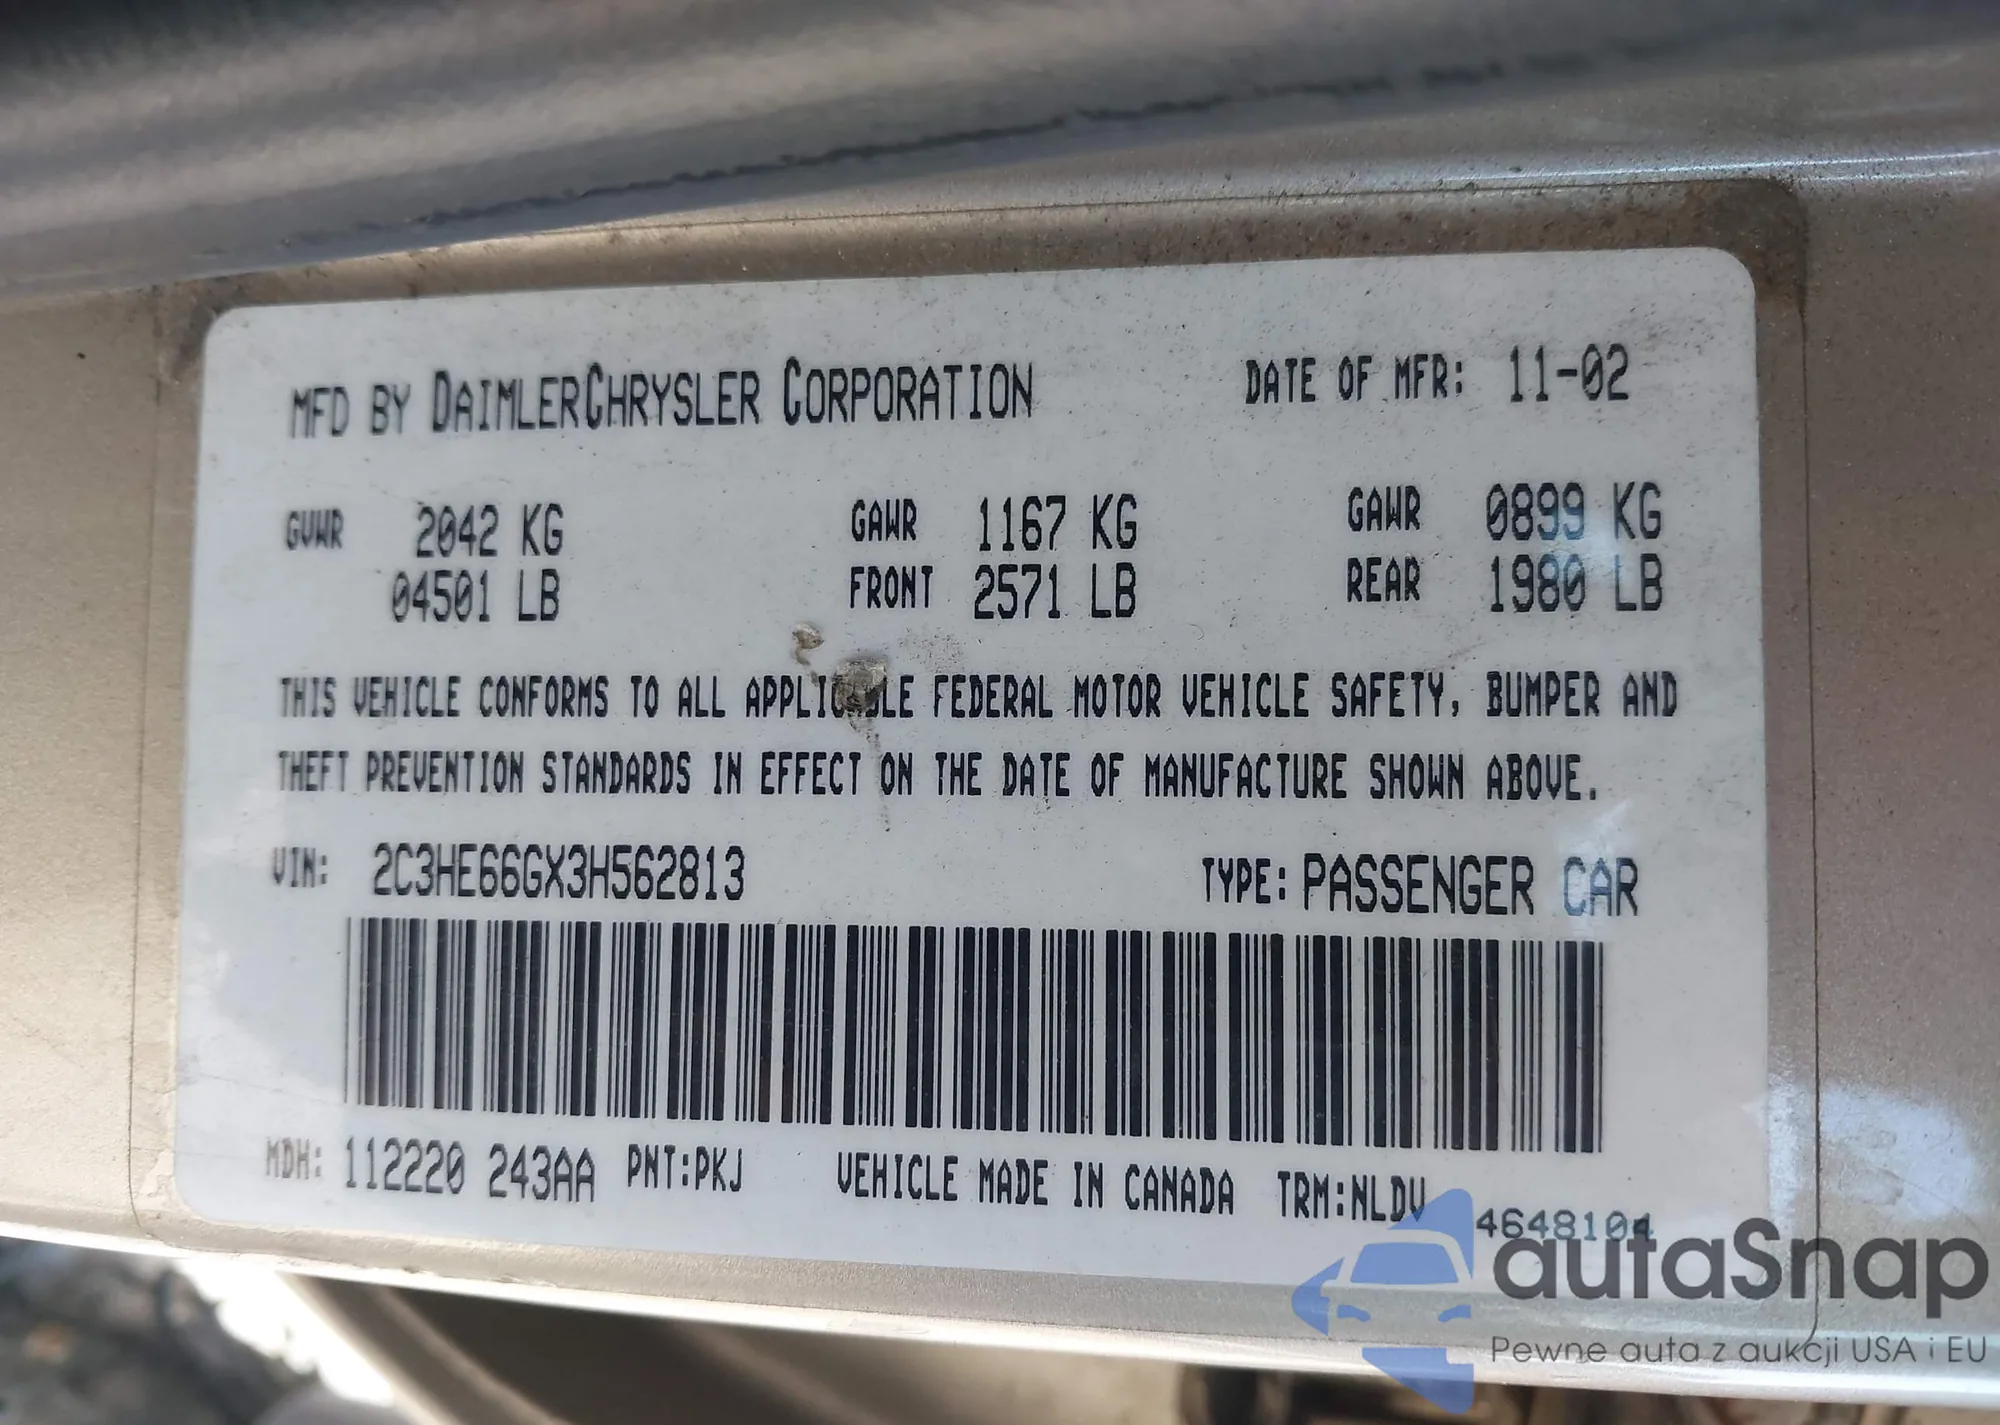 MFD BY DAIMLERCHRYSLER CORPORATION DATE OF MFR: 11-02
GVWR 2042 KG GAWR 1167 KG GAWR 0899 KG
04501 LB FRONT 2571 LB REAR 1980 LB
THIS VEHICLE CONFORMS TO ALL APPLICABLE FEDERAL MOTOR VEHICLE SAFETY, BUMPER AND
THEFT PREVENTION STANDARDS IN EFFECT ON THE DATE OF MANUFACTURE SHOWN ABOVE.
VIN: 2C3HE66GX3H562813 TYPE: PASSENGER CAR
MDH: 112220 243AA PNT:PKJ VEHICLE MADE IN CANADA TRM:NLDV
4648104
autaSnap
Pewne auta z aukcji USA i EU